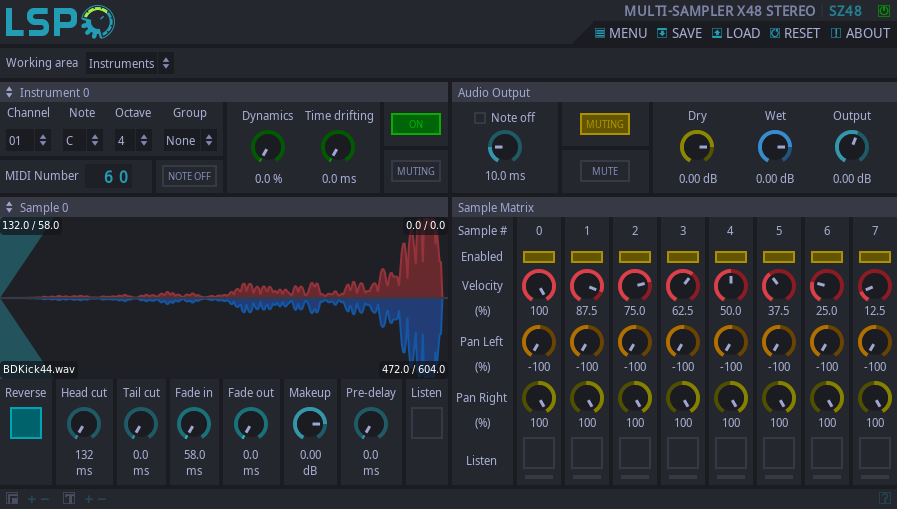 LSP
MULTI-SAMPLER X48 STEREO SZ48
MENU SAVE LOAD RESET ABOUT
Working area Instruments
Instrument 0
Channel Note Octave Group
01 C 4 None
MIDI Number 60 NOTE OFF
Dynamics Time drifting
0.0 % 0.0 ms
ON
MUTING
Audio Output
Note off
10.0 ms
MUTING
MUTE
Dry Wet Output
0.00 dB 0.00 dB 0.00 dB
Sample 0
132.0 / 58.0 0.0 / 0.0
BDKick44.wav 472.0 / 604.0
Reverse Head cut Tail cut Fade in Fade out Makeup Pre-delay Listen
132 0.0 58.0 0.0 0.00 0.0
ms ms ms ms dB ms
Sample Matrix
Sample # 0 1 2 3 4 5 6 7
Enabled
Velocity
(%) 100 87.5 75.0 62.5 50.0 37.5 25.0 12.5
Pan Left
(%) -100 -100 -100 -100 -100 -100 -100 -100
Pan Right
(%) 100 100 100 100 100 100 100 100
Listen